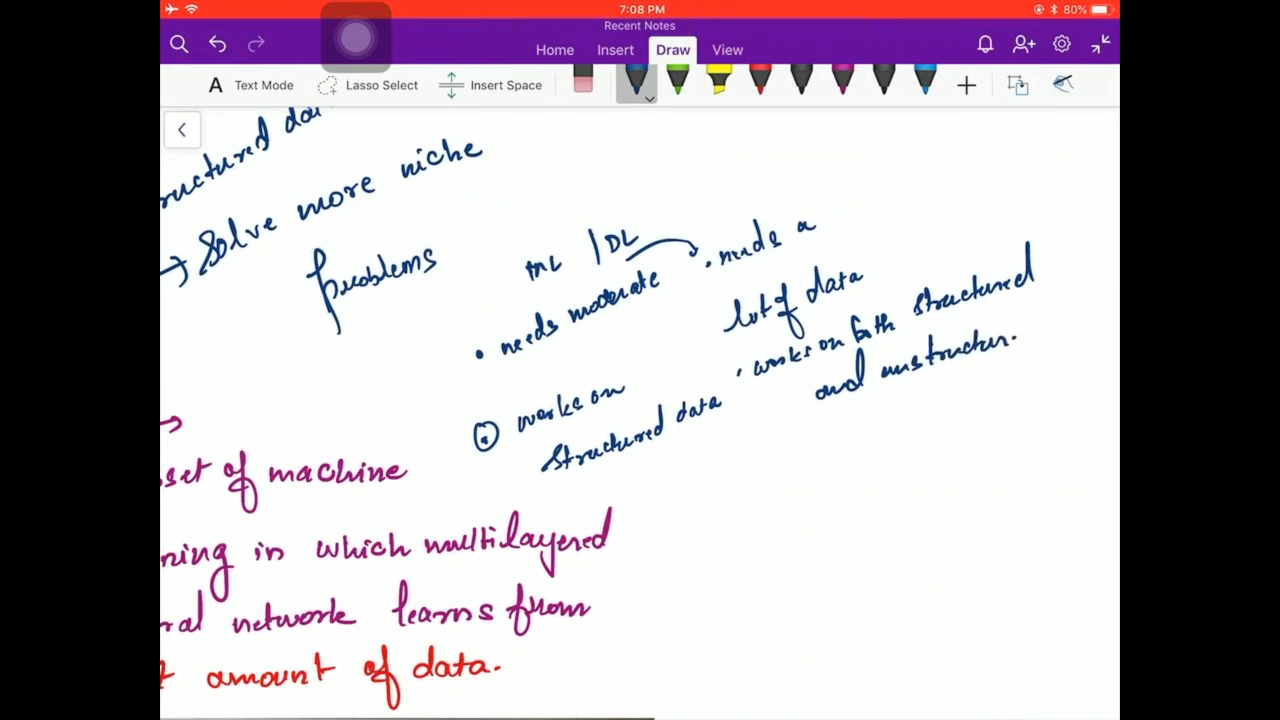 7:08 PM
80%
Recent Notes
Home Insert Draw View
Text Mode Lasso Select Insert Space
ructured da
→ Solve more niche
problems
ML / DL
• needs moderate
• needs a
lot of data
• works on
structured data
• works on both structured
and unstructur.
set of machine
ning in which multilayered
ral network learns from
t amount of data.